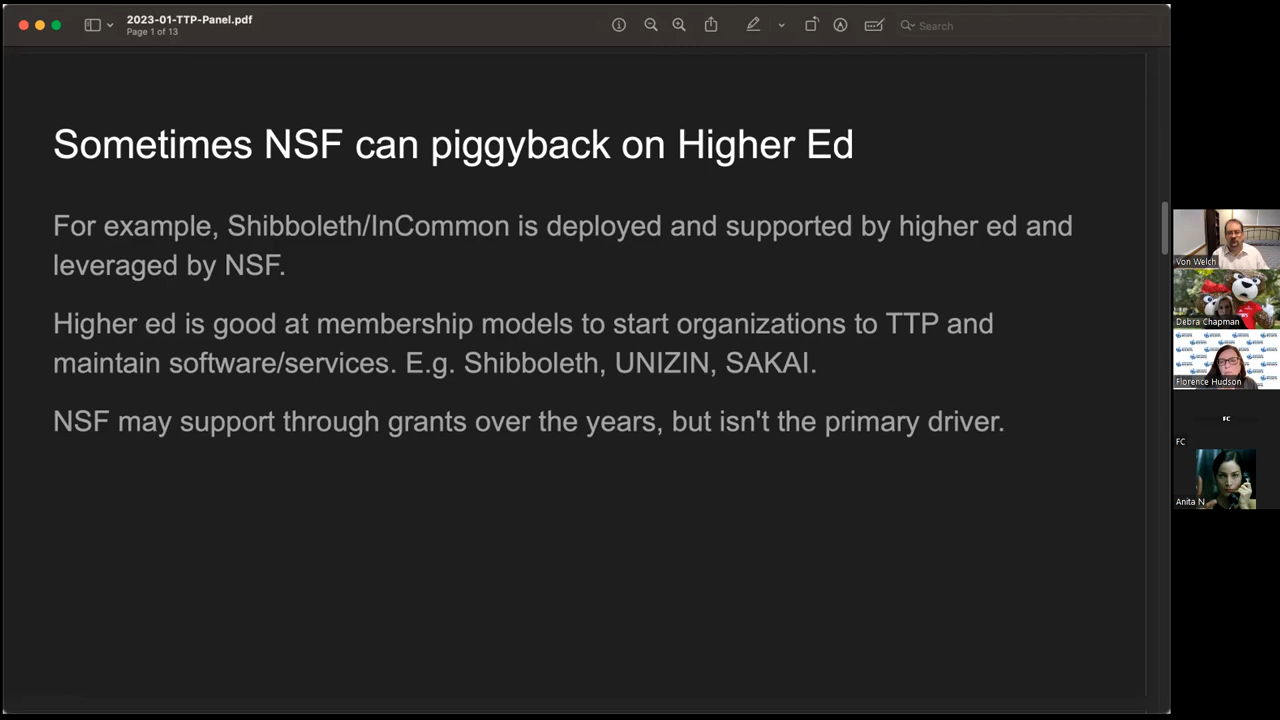 2023-01-TTP-Panel.pdf
Page 1 of 13
Search
Sometimes NSF can piggyback on Higher Ed
For example, Shibboleth/InCommon is deployed and supported by higher ed and
leveraged by NSF.
Higher ed is good at membership models to start organizations to TTP and
maintain software/services. E.g. Shibboleth, UNIZIN, SAKAI.
NSF may support through grants over the years, but isn't the primary driver.
Von Welch
Debra Chapman
Florence Hudson
FC
FC
Anita N